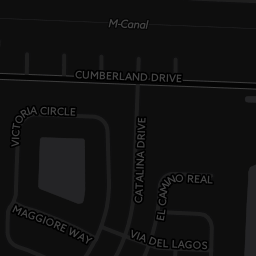 M-Canal
CUMBERLAND DRIVE
VICTORIA CIRCLE
CATALINA DRIVE
EL CAMINO REAL
MAGGIORE WAY
VIA DEL LAGOS